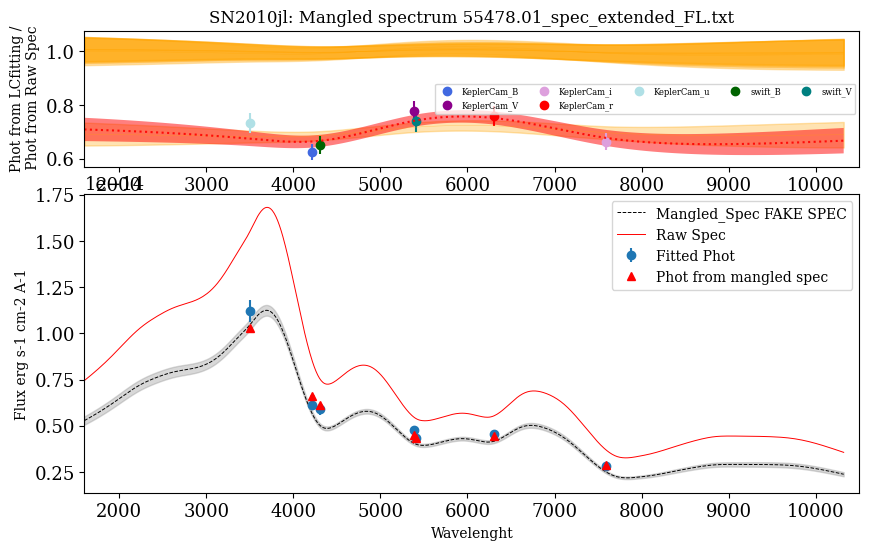 SN2010jl: Mangled spectrum 55478.01_spec_extended_FL.txt
Phot from LCfitting /
Phot from Raw Spec
1.0
0.8
0.6
KeplerCam_B KeplerCam_i KeplerCam_u swift_B swift_V
KeplerCam_V KeplerCam_r
2000 3000 4000 5000 6000 7000 8000 9000 10000
1e−14
Flux erg s-1 cm-2 A-1
1.75
1.50
1.25
1.00
0.75
0.50
0.25
Mangled_Spec FAKE SPEC
Raw Spec
Fitted Phot
Phot from mangled spec
2000 3000 4000 5000 6000 7000 8000 9000 10000
Wavelenght